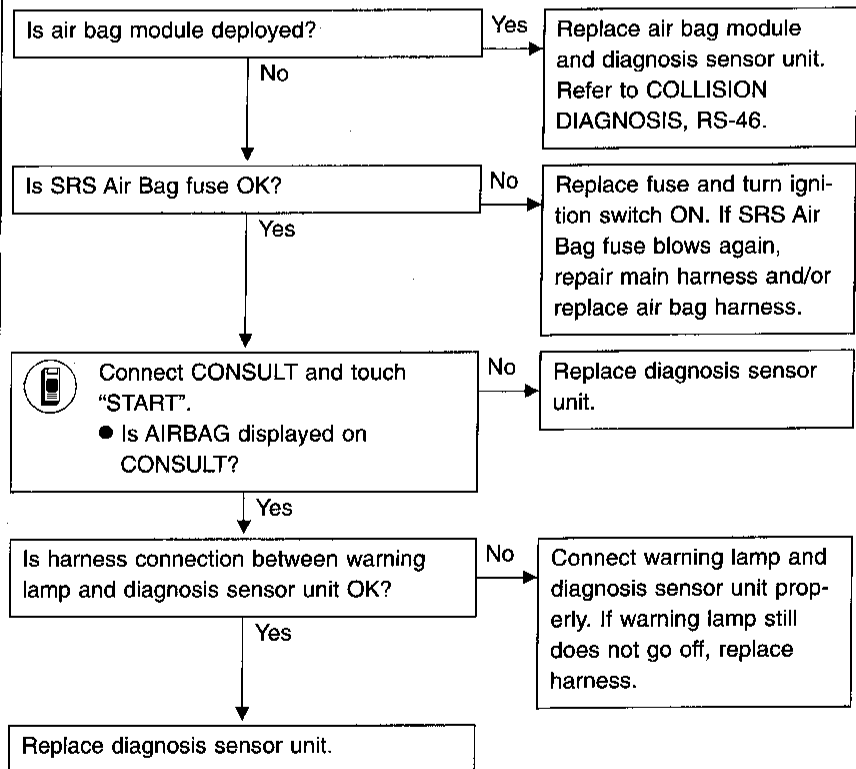 Is air bag module deployed?
Yes
Replace air bag module
and diagnosis sensor unit.
Refer to COLLISION
DIAGNOSIS, RS-46.
No
Is SRS Air Bag fuse OK?
No
Replace fuse and turn igni-
tion switch ON. If SRS Air
Bag fuse blows again,
repair main harness and/or
replace air bag harness.
Yes
Connect CONSULT and touch
“START”.
● Is AIRBAG displayed on
CONSULT?
No
Replace diagnosis sensor
unit.
Yes
Is harness connection between warning
lamp and diagnosis sensor unit OK?
No
Connect warning lamp and
diagnosis sensor unit prop-
erly. If warning lamp still
does not go off, replace
harness.
Yes
Replace diagnosis sensor unit.